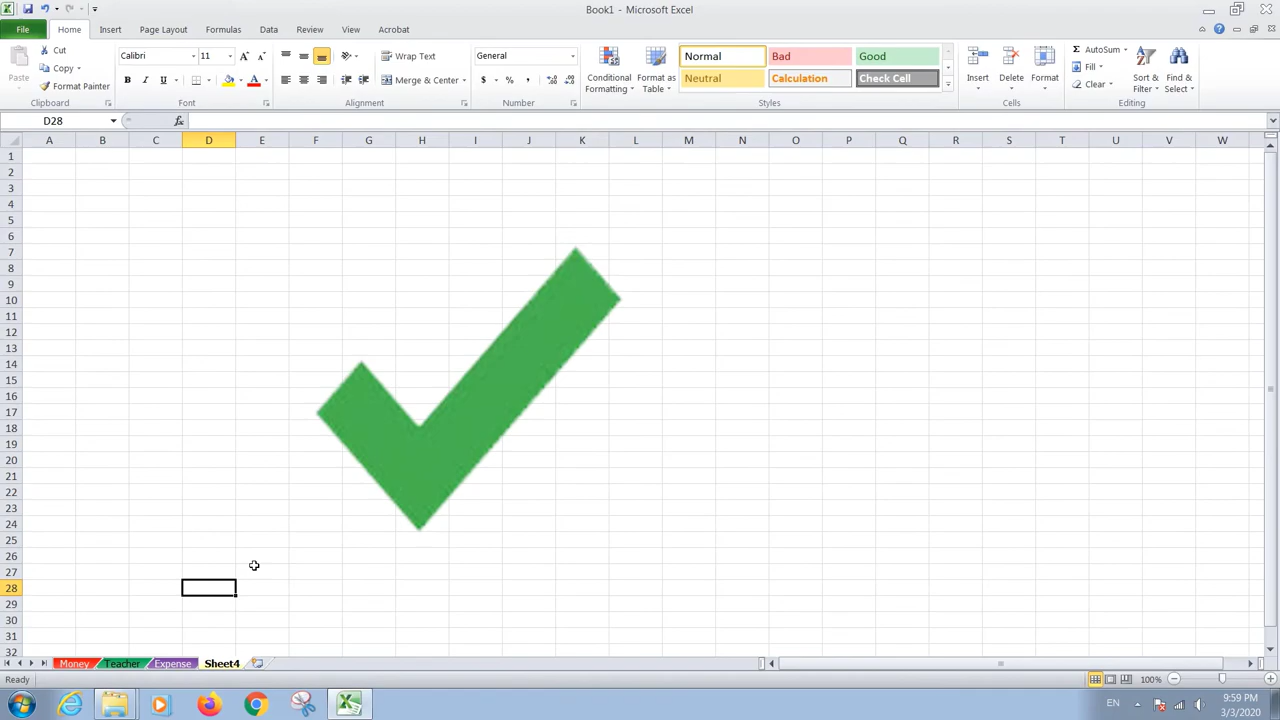 Book1 - Microsoft Excel
File Home Insert Page Layout Formulas Data Review View Acrobat
Paste
Cut
Copy
Format Painter
Clipboard
Calibri 11
B I U
Font
Wrap Text
Merge & Center
Alignment
General
$ % ,
Number
Conditional Formatting
Format as Table
Normal Bad Good
Neutral Calculation Check Cell
Styles
Insert Delete Format
Cells
AutoSum
Fill
Clear
Sort & Filter
Find & Select
Editing
D28 fx
A B C D E F G H I J K L M N O P Q R S T U V W
1
2
3
4
5
6
7
8
9
10
11
12
13
14
15
16
17
18
19
20
21
22
23
24
25
26
27
28
29
30
31
32
Money Teacher Expense Sheet4
Ready 100%
EN 9:59 PM
3/3/2020